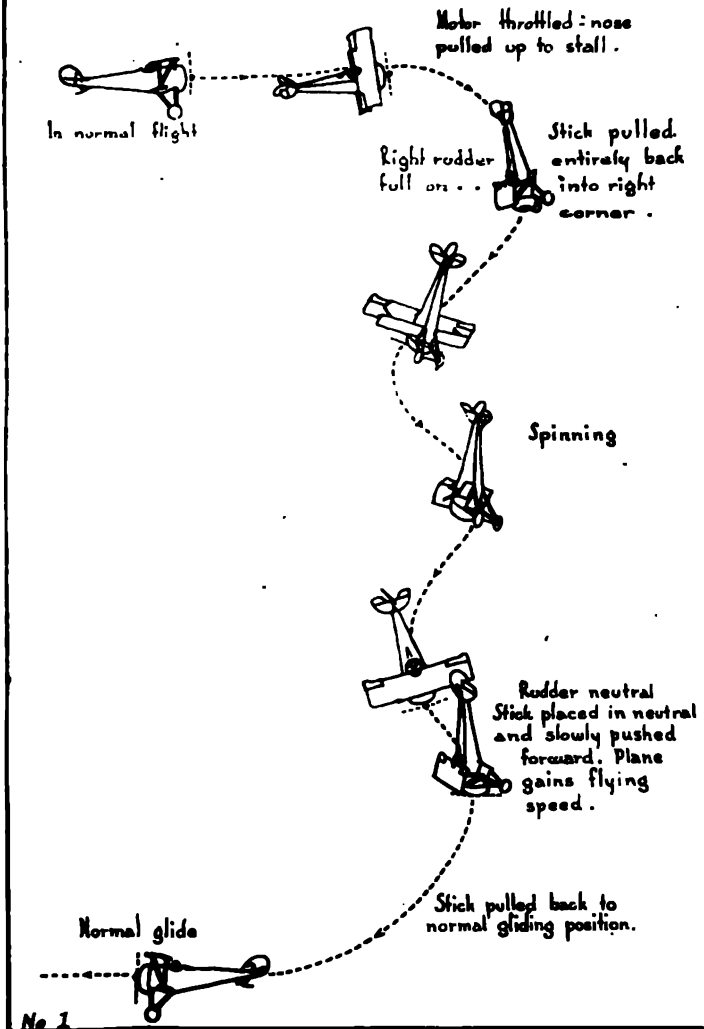 Motor throttled : nose
pulled up to stall .
In normal flight
Right rudder
full on . .
Stick pulled
entirely back
into right
corner .
Spinning
A
Rudder neutral
Stick placed in neutral
and slowly pushed
forward. Plane
gains flying
speed .
Stick pulled back to
normal gliding position.
Normal glide
No 1